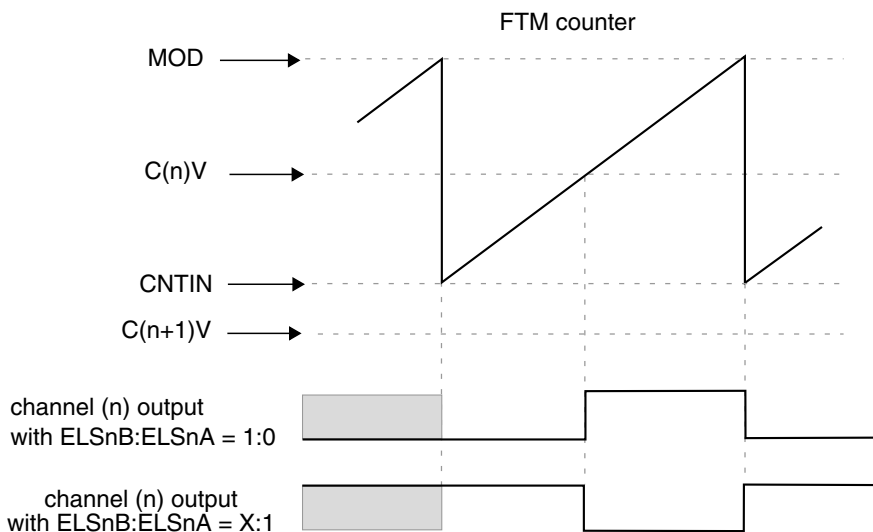 FTM counter
MOD
C(n)V
CNTIN
C(n+1)V
channel (n) output
with ELSnB:ELSnA = 1:0
channel (n) output
with ELSnB:ELSnA = X:1